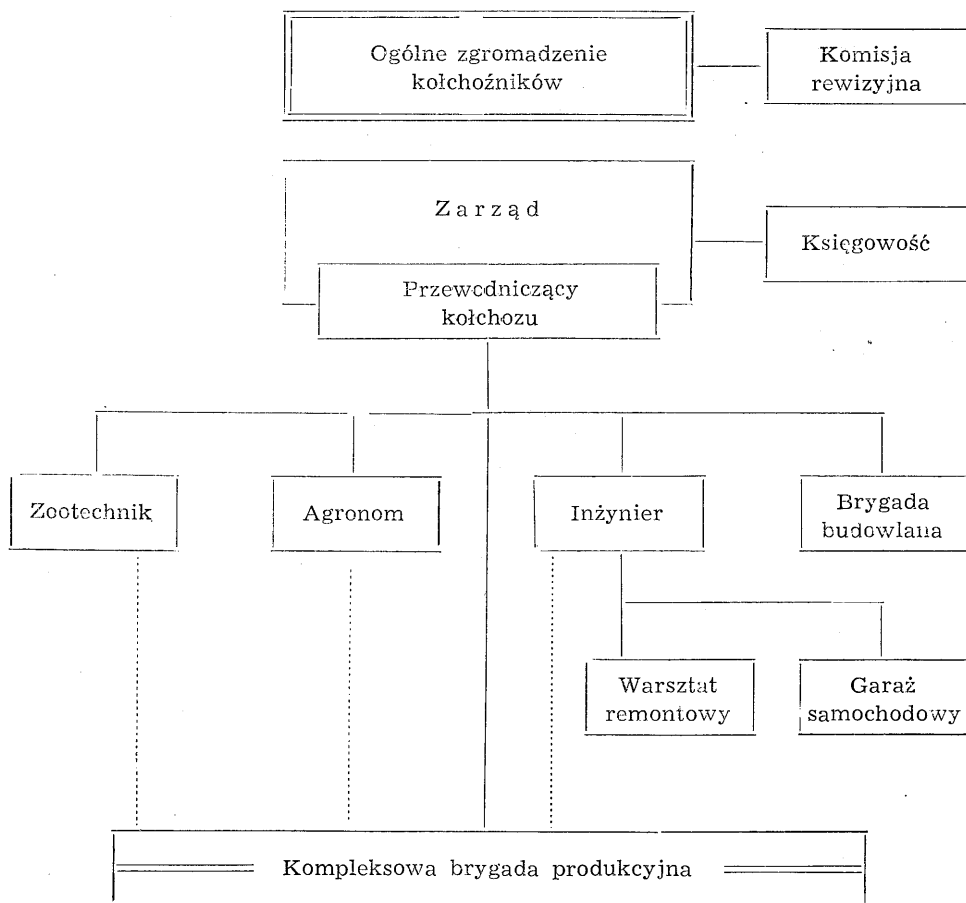 Ogólne zgromadzenie
kołchoźników
Komisja
rewizyjna
Zarząd
Księgowość
Przewodniczący
kołchozu
Zootechnik
Agronom
Inżynier
Brygada
budowlana
Warsztat
remontowy
Garaż
samochodowy
Kompleksowa brygada produkcyjna